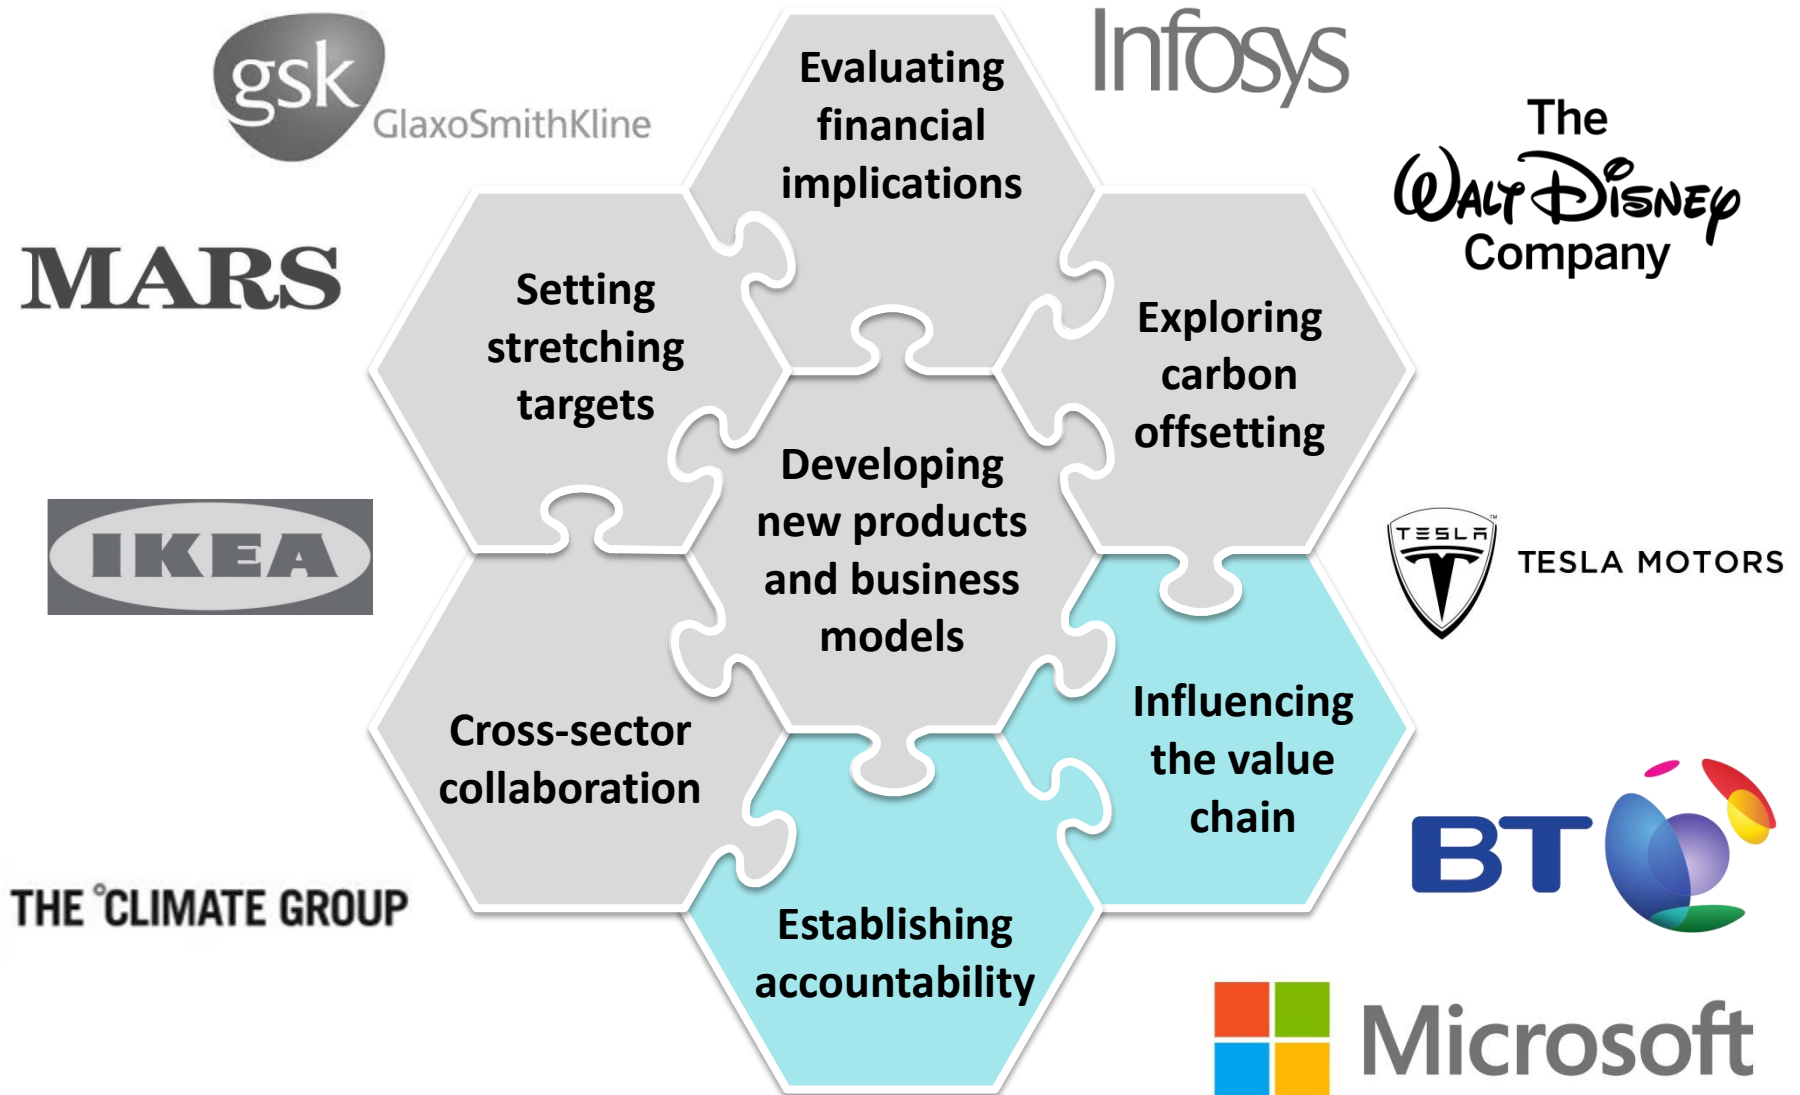 gsk
GlaxoSmithKline
Infosys
Evaluating
financial
implications
The
WALT DISNEY
Company
MARS
Setting
stretching
targets
Exploring
carbon
offsetting
Developing
new products
and business
models
IKEA
TESLA
™
TESLA MOTORS
Cross-sector
collaboration
Influencing
the value
chain
BT
THE °CLIMATE GROUP
Establishing
accountability
Microsoft